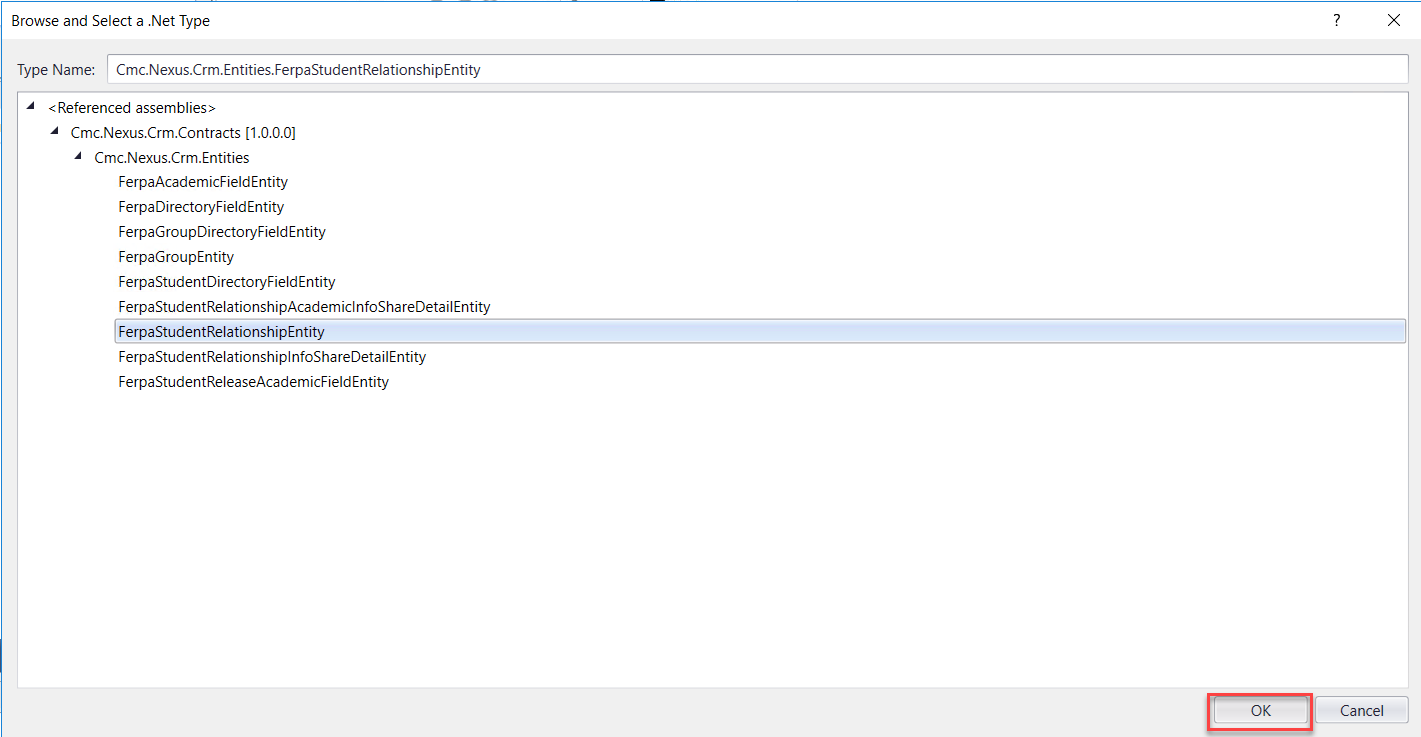 Browse and Select a .Net Type
?
Type Name: Cmc.Nexus.Crm.Entities.FerpaStudentRelationshipEntity
<Referenced assemblies>
Cmc.Nexus.Crm.Contracts [1.0.0.0]
Cmc.Nexus.Crm.Entities
FerpaAcademicFieldEntity
FerpaDirectoryFieldEntity
FerpaGroupDirectoryFieldEntity
FerpaGroupEntity
FerpaStudentDirectoryFieldEntity
FerpaStudentRelationshipAcademicInfoShareDetailEntity
FerpaStudentRelationshipEntity
FerpaStudentRelationshipInfoShareDetailEntity
FerpaStudentReleaseAcademicFieldEntity
OK Cancel